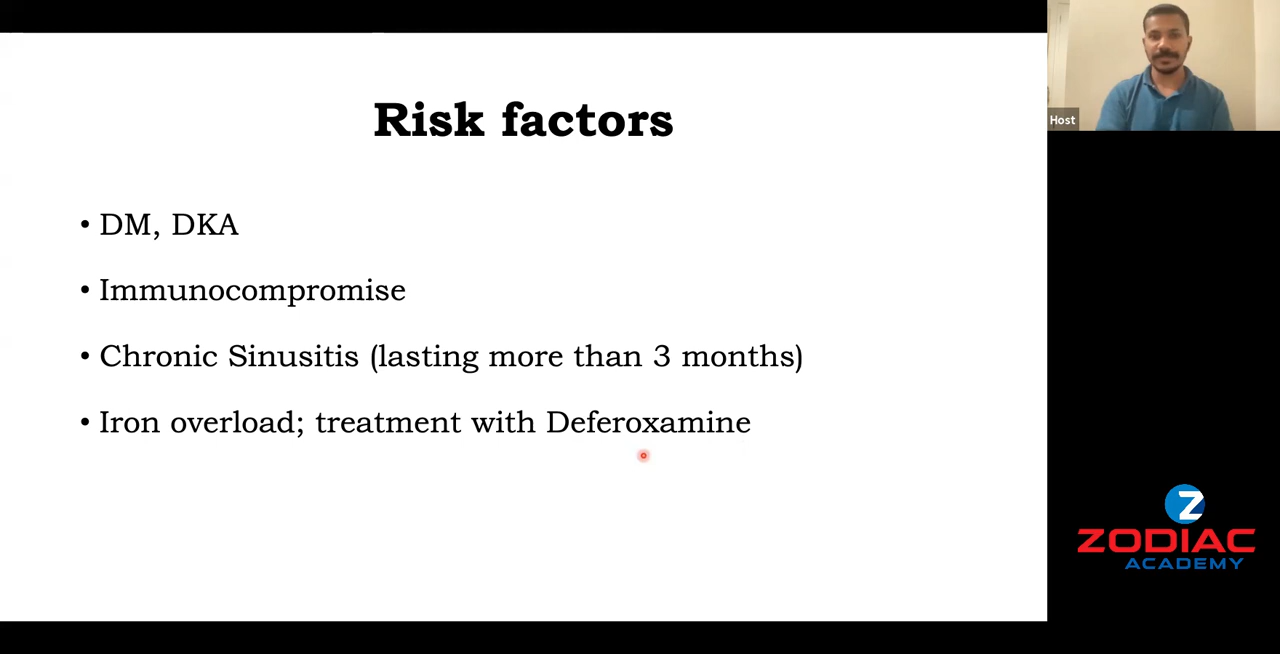 Risk factors
• DM, DKA
• Immunocompromise
• Chronic Sinusitis (lasting more than 3 months)
• Iron overload; treatment with Deferoxamine
Host
Z
ZODIAC
ACADEMY